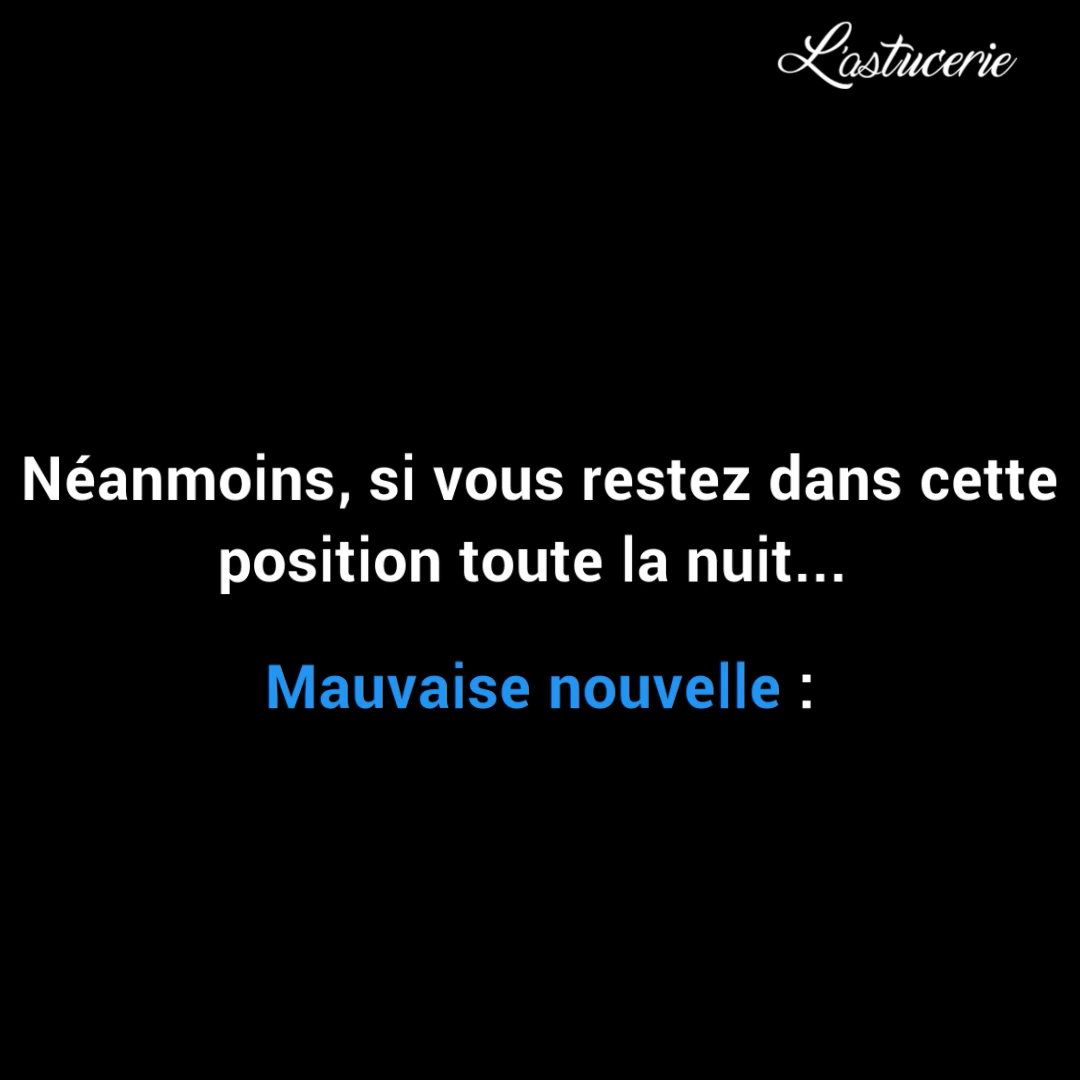 L'astucerie
Néanmoins, si vous restez dans cette
position toute la nuit...
Mauvaise nouvelle :